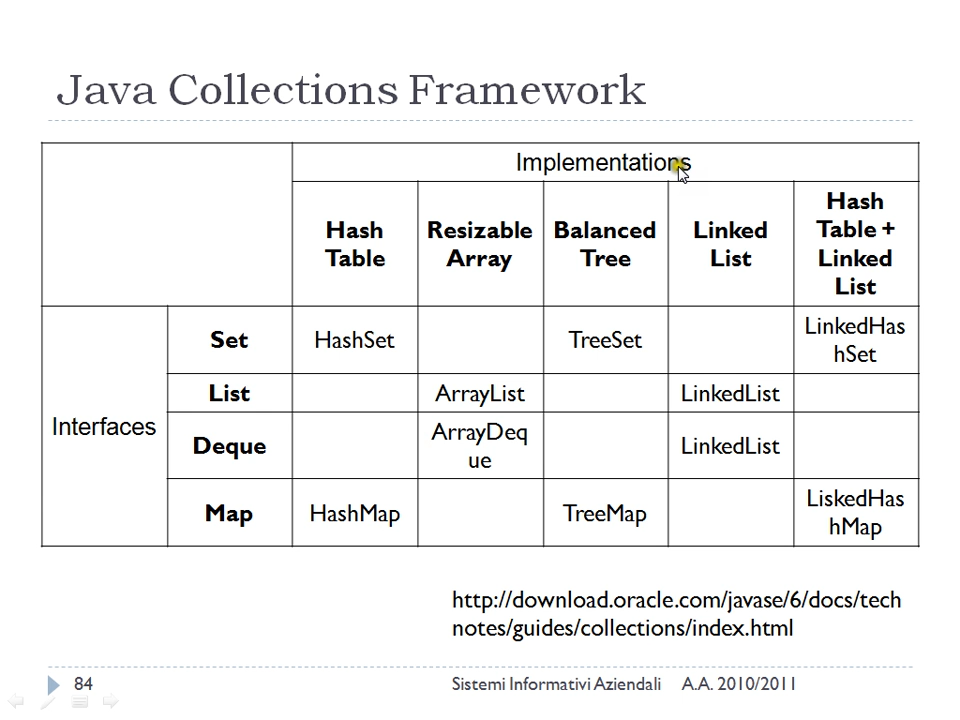 Java Collections Framework
Implementations
Hash
Table
Resizable
Array
Balanced
Tree
Linked
List
Hash
Table +
Linked
List
Interfaces
Set
HashSet
TreeSet
LinkedHas
hSet
List
ArrayList
LinkedList
Deque
ArrayDeq
ue
LinkedList
Map
HashMap
TreeMap
LiskedHas
hMap
http://download.oracle.com/javase/6/docs/tech
notes/guides/collections/index.html
84
Sistemi Informativi Aziendali
A.A. 2010/2011